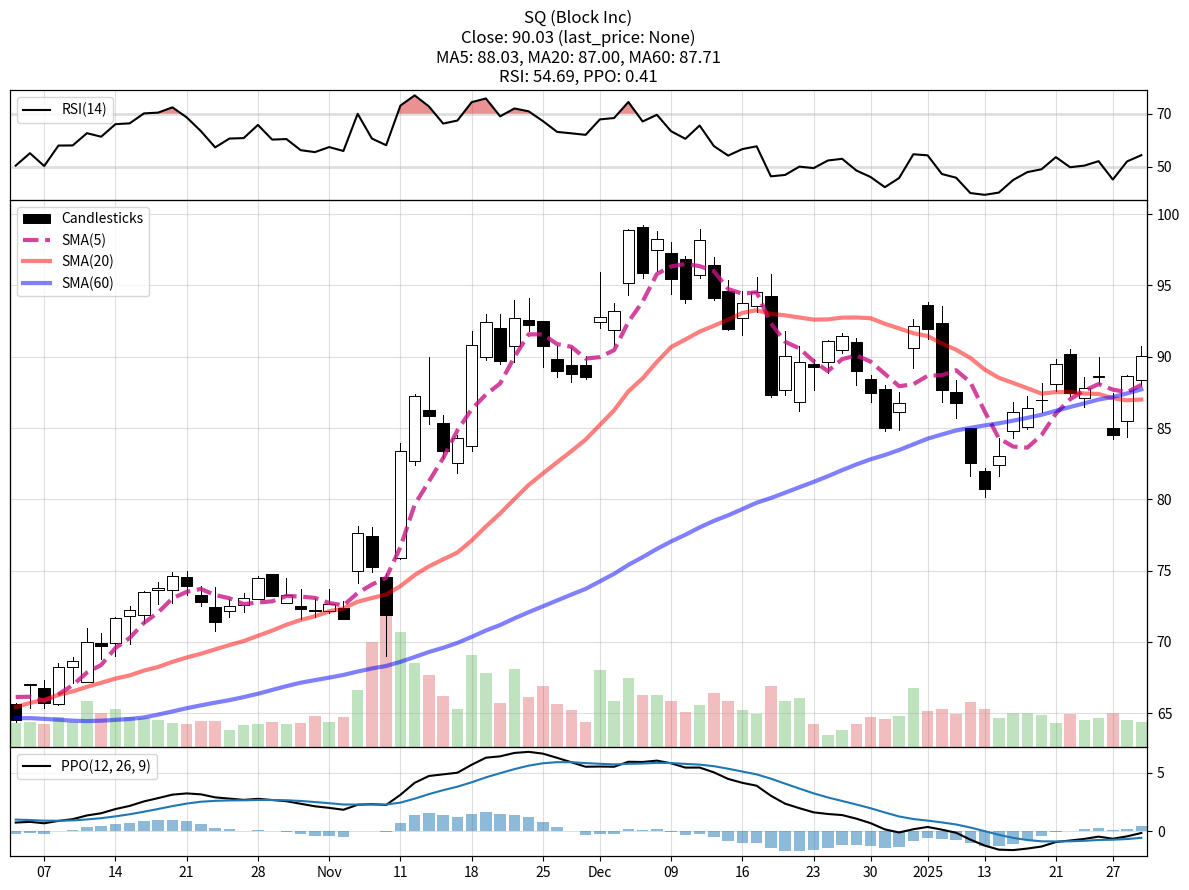 SQ (Block Inc)
Close: 90.03 (last_price: None)
MA5: 88.03, MA20: 87.00, MA60: 87.71
RSI: 54.69, PPO: 0.41
RSI(14)
70
50
Candlesticks
SMA(5)
SMA(20)
SMA(60)
100
95
90
85
80
75
70
65
PPO(12, 26, 9)
5
0
07 14 21 28 Nov 11 18 25 Dec 09 16 23 30 2025 13 21 27